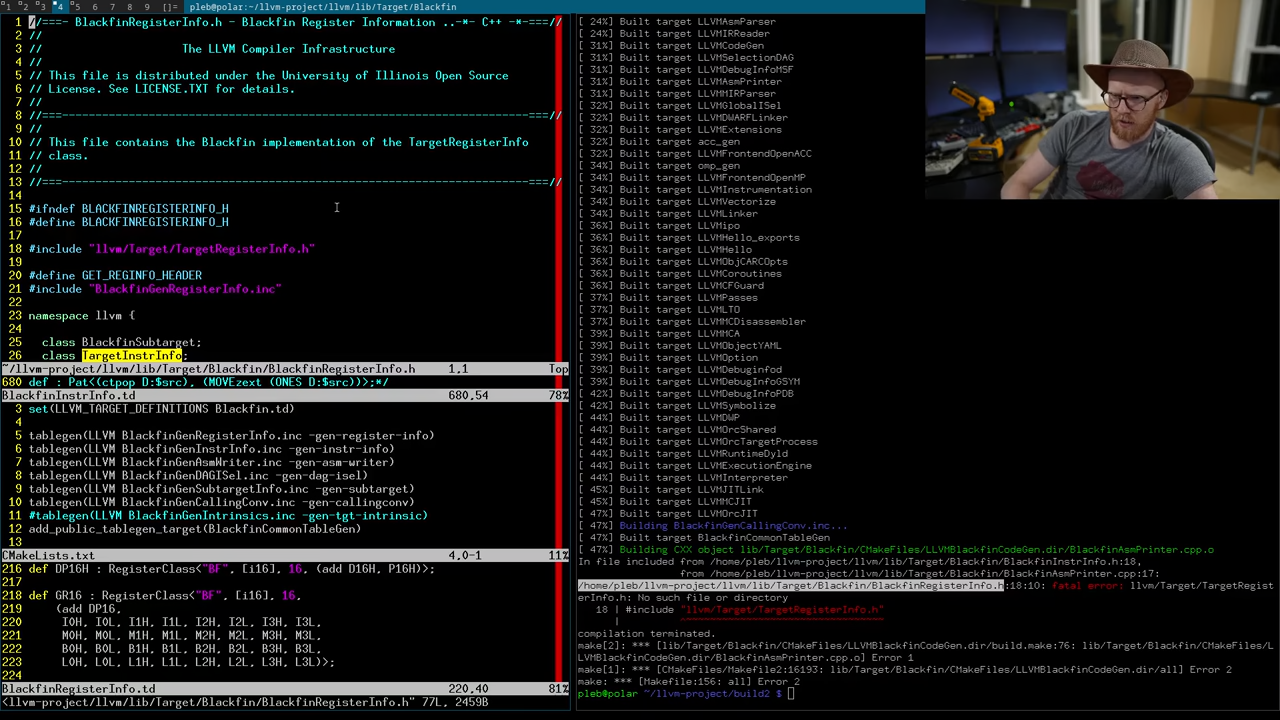 1 2 3 4 5 6 7 8 9 []= pleb@polar:~/llvm-project/llvm/lib/Target/Blackfin
1 //===- BlackfinRegisterInfo.h - Blackfin Register Information ..-*- C++ -*-===//
2 //
3 // The LLVM Compiler Infrastructure
4 //
5 // This file is distributed under the University of Illinois Open Source
6 // License. See LICENSE.TXT for details.
7 //
8 //===----------------------------------------------------------------------===//
9 //
10 // This file contains the Blackfin implementation of the TargetRegisterInfo
11 // class.
12 //
13 //===----------------------------------------------------------------------===//
14
15 #ifndef BLACKFINREGISTERINFO_H
16 #define BLACKFINREGISTERINFO_H
17
18 #include "llvm/Target/TargetRegisterInfo.h"
19
20 #define GET_REGINFO_HEADER
21 #include "BlackfinGenRegisterInfo.inc"
22
23 namespace llvm {
24
25 class BlackfinSubtarget;
26 class TargetInstrInfo;
~/llvm-project/llvm/lib/Target/Blackfin/BlackfinRegisterInfo.h 1,1 Top
680 def : Pat<(ctpop D:$src), (MOVEzext (ONES D:$src))>;*/
BlackfinInstrInfo.td 680,54 78%
3 set(LLVM_TARGET_DEFINITIONS Blackfin.td)
4
5 tablegen(LLVM BlackfinGenRegisterInfo.inc -gen-register-info)
6 tablegen(LLVM BlackfinGenInstrInfo.inc -gen-instr-info)
7 tablegen(LLVM BlackfinGenAsmWriter.inc -gen-asm-writer)
8 tablegen(LLVM BlackfinGenDAGISel.inc -gen-dag-isel)
9 tablegen(LLVM BlackfinGenSubtargetInfo.inc -gen-subtarget)
10 tablegen(LLVM BlackfinGenCallingConv.inc -gen-callingconv)
11 #tablegen(LLVM BlackfinGenIntrinsics.inc -gen-tgt-intrinsic)
12 add_public_tablegen_target(BlackfinCommonTableGen)
13
CMakeLists.txt 4,0-1 11%
216 def DP16H : RegisterClass<"BF", [i16], 16, (add D16H, P16H)>;
217
218 def GR16 : RegisterClass<"BF", [i16], 16,
219 (add DP16,
220 I0H, I0L, I1H, I1L, I2H, I2L, I3H, I3L,
221 M0H, M0L, M1H, M1L, M2H, M2L, M3H, M3L,
222 B0H, B0L, B1H, B1L, B2H, B2L, B3H, B3L,
223 L0H, L0L, L1H, L1L, L2H, L2L, L3H, L3L)>;
224
BlackfinRegisterInfo.td 220,40 81%
<llvm-project/llvm/lib/Target/Blackfin/BlackfinRegisterInfo.h" 77L, 2459B
[ 24%] Built target LLVMAsmParser
[ 24%] Built target LLVMIRReader
[ 31%] Built target LLVMCodeGen
[ 31%] Built target LLVMSelectionDAG
[ 31%] Built target LLVMDebugInfoMSF
[ 31%] Built target LLVMAsmPrinter
[ 31%] Built target LLVMMIRParser
[ 32%] Built target LLVMGlobalISel
[ 32%] Built target LLVMDWARFLinker
[ 32%] Built target LLVMExtensions
[ 32%] Built target acc_gen
[ 33%] Built target LLVMFrontendOpenACC
[ 34%] Built target omp_gen
[ 34%] Built target LLVMFrontendOpenMP
[ 34%] Built target LLVMInstrumentation
[ 34%] Built target LLVMVectorize
[ 34%] Built target LLVMLinker
[ 36%] Built target LLVMipo
[ 36%] Built target LLVMHello_exports
[ 36%] Built target LLVMHello
[ 36%] Built target LLVMObjCARCOpts
[ 36%] Built target LLVMCoroutines
[ 36%] Built target LLVMCFGuard
[ 37%] Built target LLVMPasses
[ 37%] Built target LLVMLTO
[ 37%] Built target LLVMMCDisassembler
[ 39%] Built target LLVMMCA
[ 39%] Built target LLVMObjectYAML
[ 39%] Built target LLVMOption
[ 39%] Built target LLVMDebuginfod
[ 39%] Built target LLVMDebugInfoGSYM
[ 42%] Built target LLVMDebugInfoPDB
[ 42%] Built target LLVMSymbolize
[ 44%] Built target LLVMDWP
[ 44%] Built target LLVMOrcShared
[ 44%] Built target LLVMOrcTargetProcess
[ 44%] Built target LLVMRuntimeDyld
[ 44%] Built target LLVMExecutionEngine
[ 44%] Built target LLVMInterpreter
[ 45%] Built target LLVMJITLink
[ 45%] Built target LLVMMCJIT
[ 47%] Built target LLVMOrcJIT
[ 47%] Building BlackfinGenCallingConv.inc...
[ 47%] Built target BlackfinCommonTableGen
[ 47%] Building CXX object lib/Target/Blackfin/CMakeFiles/LLVMBlackfinCodeGen.dir/BlackfinAsmPrinter.cpp.o
In file included from /home/pleb/llvm-project/llvm/lib/Target/Blackfin/BlackfinInstrInfo.h:18,
from /home/pleb/llvm-project/llvm/lib/Target/Blackfin/BlackfinAsmPrinter.cpp:17:
/home/pleb/llvm-project/llvm/lib/Target/Blackfin/BlackfinRegisterInfo.h:18:10: fatal error: llvm/Target/TargetRegist
erInfo.h: No such file or directory
18 | #include "llvm/Target/TargetRegisterInfo.h"
| ^~~~~~~~~~~~~~~~~~~~~~~~~~~~~~~~~~
compilation terminated.
make[2]: *** [lib/Target/Blackfin/CMakeFiles/LLVMBlackfinCodeGen.dir/build.make:76: lib/Target/Blackfin/CMakeFiles/L
LVMBlackfinCodeGen.dir/BlackfinAsmPrinter.cpp.o] Error 1
make[1]: *** [CMakeFiles/Makefile2:16193: lib/Target/Blackfin/CMakeFiles/LLVMBlackfinCodeGen.dir/all] Error 2
make: *** [Makefile:156: all] Error 2
pleb@polar ~/llvm-project/build2 $